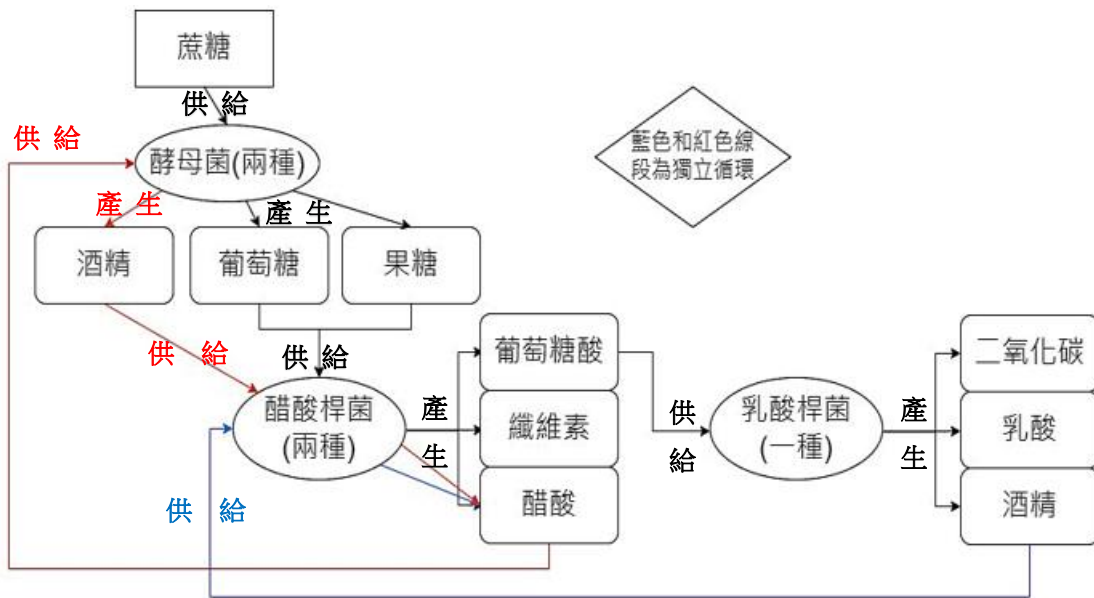 蔗糖
供 給
供 給
酵母菌(兩種)
藍色和紅色線
段為獨立循環
產 生
產 生
酒精
葡萄糖
果糖
供 給
供 給
葡萄糖酸
二氧化碳
醋酸桿菌
(兩種)
產
生
纖維素
供
給
乳酸桿菌
(一種)
產
生
乳酸
供 給
醋酸
酒精